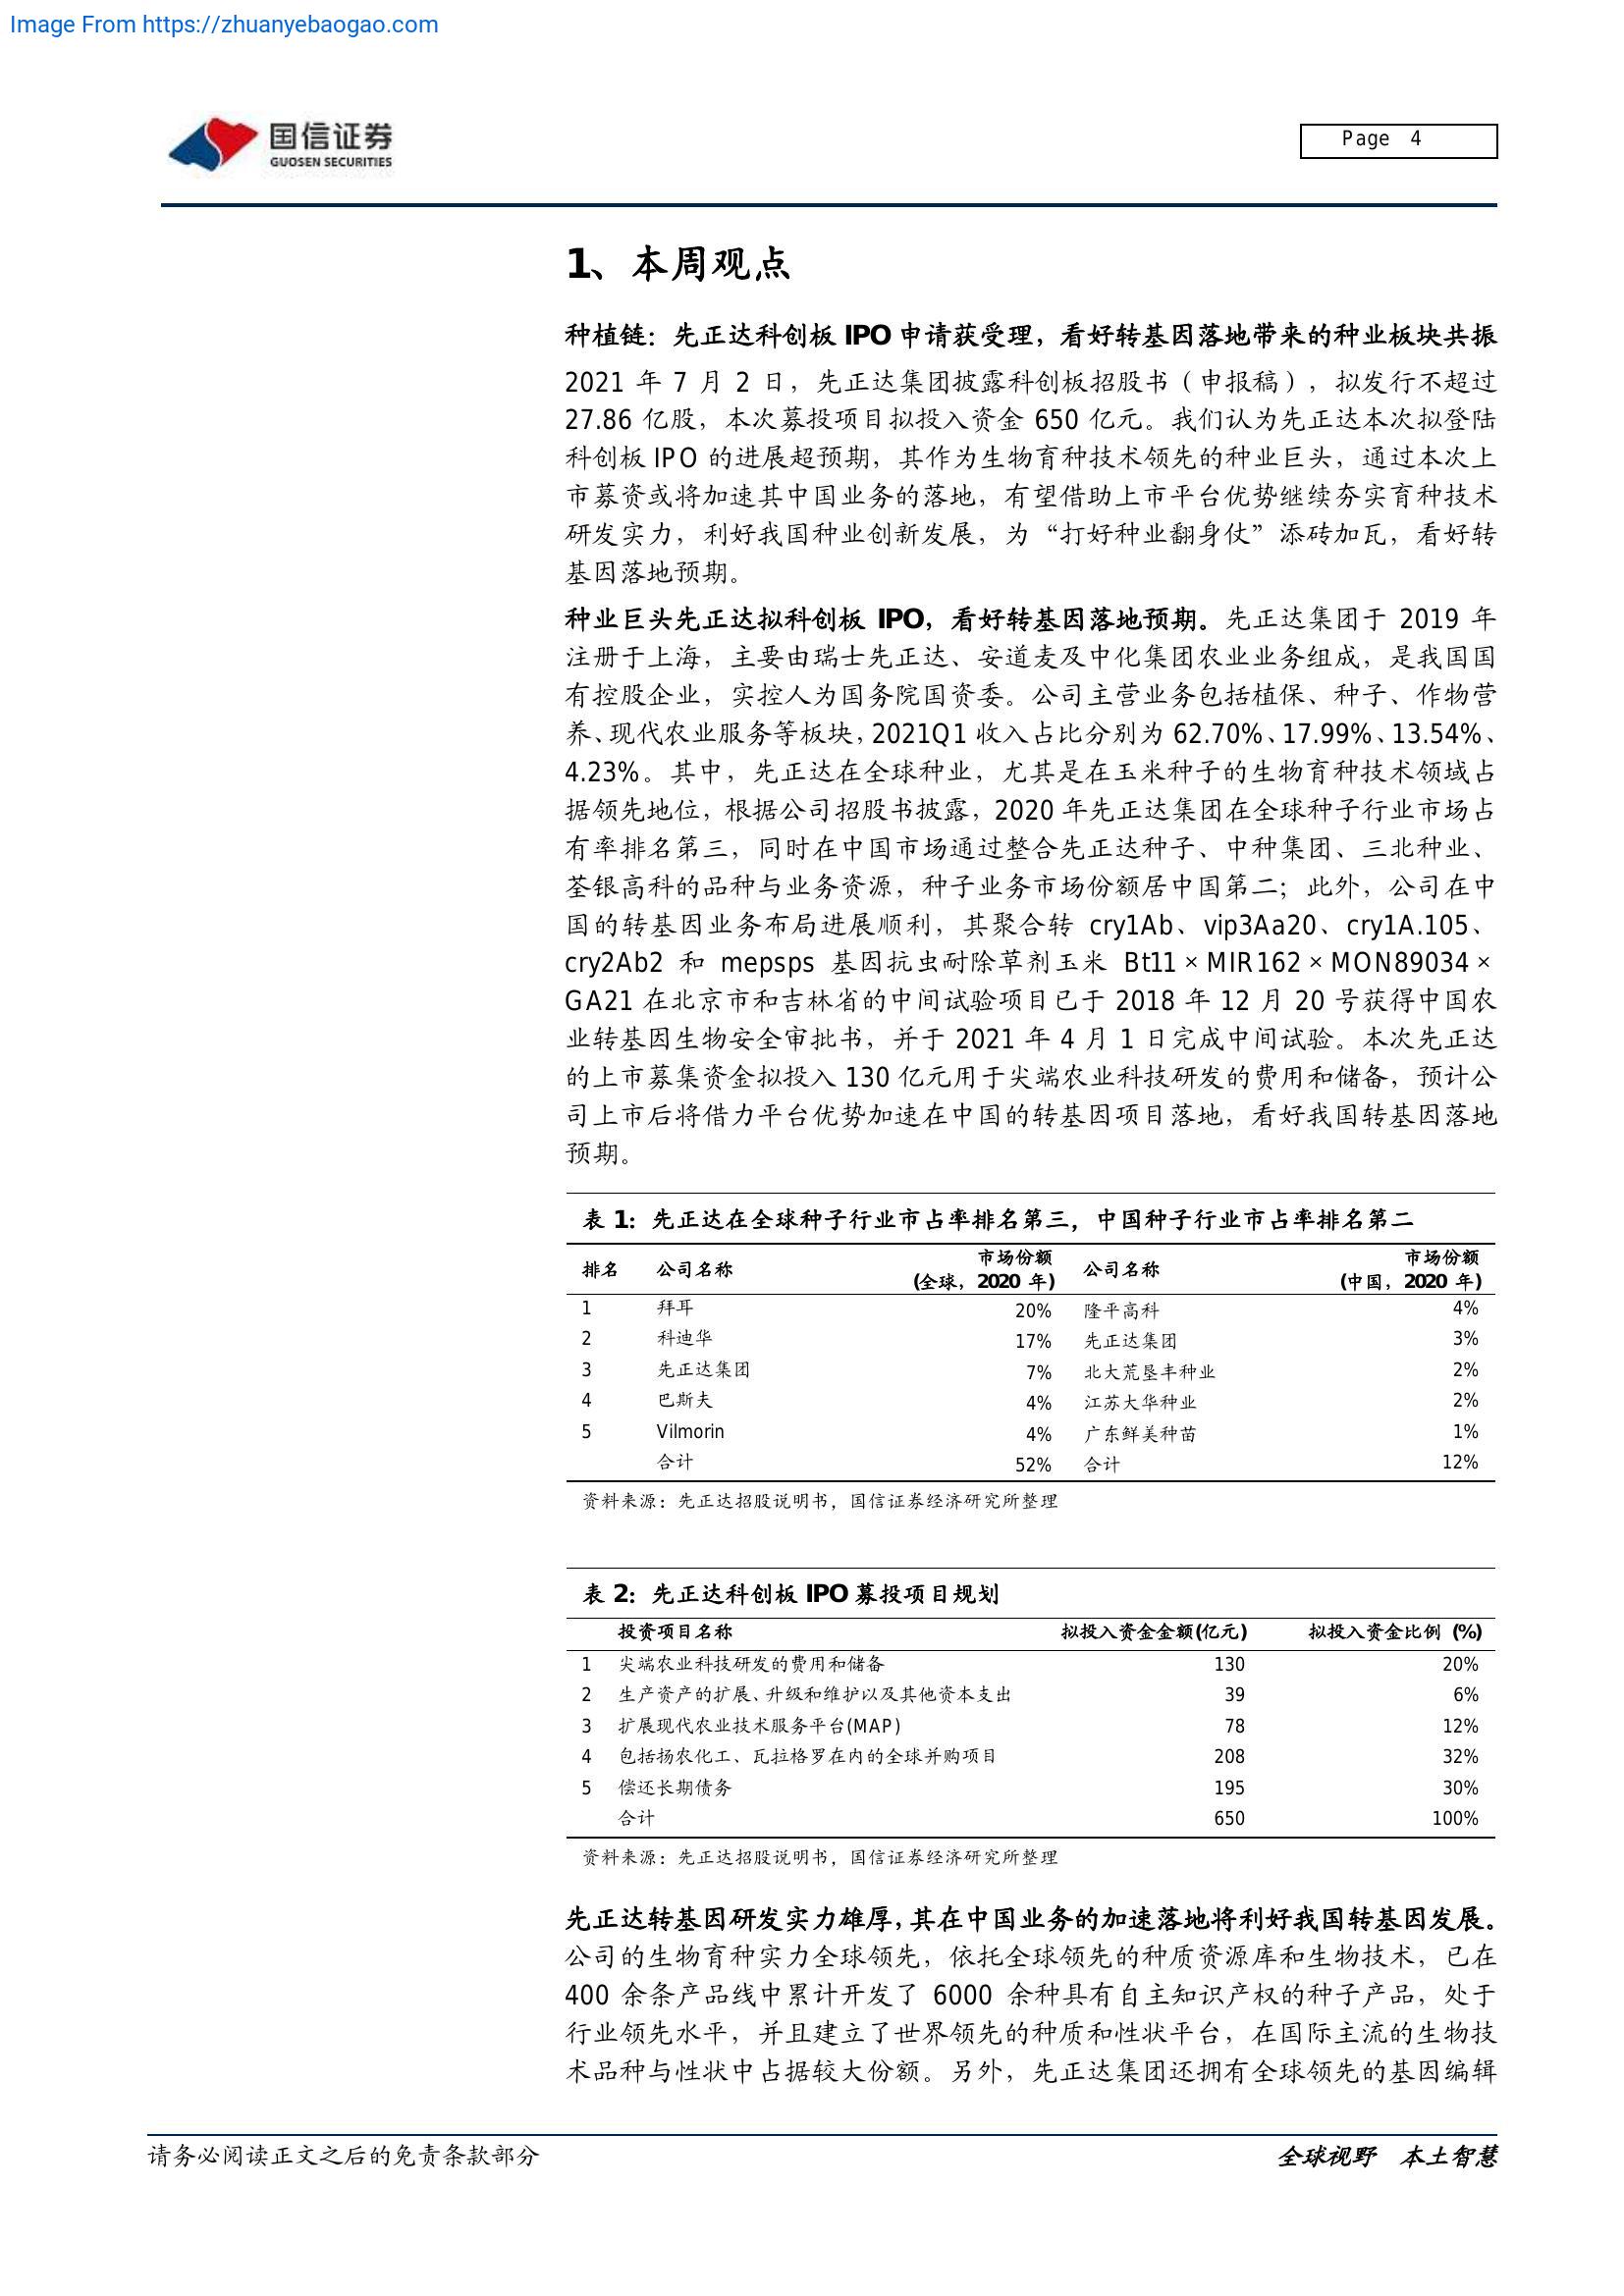 Image From https://zhuanyebaogao.com
国信证券
GUOSEN SECURITIES
Page 4
1、本周观点
种植链：先正达科创板 IPO 申请获受理，看好转基因落地带来的种业板块共振
2021 年 7 月 2 日，先正达集团披露科创板招股书（申报稿），拟发行不超过
27.86 亿股，本次募投项目拟投入资金 650 亿元。我们认为先正达本次拟登陆
科创板 IPO 的进展超预期，其作为生物育种技术领先的种业巨头，通过本次上
市募资或将加速其中国业务的落地，有望借助上市平台优势继续夯实育种技术
研发实力，利好我国种业创新发展，为“打好种业翻身仗”添砖加瓦，看好转
基因落地预期。
种业巨头先正达拟科创板 IPO，看好转基因落地预期。先正达集团于 2019 年
注册于上海，主要由瑞士先正达、安道麦及中化集团农业业务组成，是我国国
有控股企业，实控人为国务院国资委。公司主营业务包括植保、种子、作物营
养、现代农业服务等板块，2021Q1 收入占比分别为 62.70%、17.99%、13.54%、
4.23%。其中，先正达在全球种业，尤其是在玉米种子的生物育种技术领域占
据领先地位，根据公司招股书披露，2020 年先正达集团在全球种子行业市场占
有率排名第三，同时在中国市场通过整合先正达种子、中种集团、三北种业、
荃银高科的品种与业务资源，种子业务市场份额居中国第二；此外，公司在中
国的转基因业务布局进展顺利，其聚合转 cry1Ab、vip3Aa20、cry1A.105、
cry2Ab2 和 mepsps 基因抗虫耐除草剂玉米 Bt11×MIR162×MON89034×
GA21 在北京市和吉林省的中间试验项目已于 2018 年 12 月 20 号获得中国农
业转基因生物安全审批书，并于 2021 年 4 月 1 日完成中间试验。本次先正达
的上市募集资金拟投入 130 亿元用于尖端农业科技研发的费用和储备，预计公
司上市后将借力平台优势加速在中国的转基因项目落地，看好我国转基因落地
预期。
表 1：先正达在全球种子行业市占率排名第三，中国种子行业市占率排名第二
排名 公司名称 市场份额(全球，2020 年) 公司名称 市场份额(中国，2020 年)
1 拜耳 20% 隆平高科 4%
2 科迪华 17% 先正达集团 3%
3 先正达集团 7% 北大荒垦丰种业 2%
4 巴斯夫 4% 江苏大华种业 2%
5 Vilmorin 4% 广东鲜美种苗 1%
合计 52% 合计 12%
资料来源：先正达招股说明书，国信证券经济研究所整理
表 2：先正达科创板 IPO 募投项目规划
投资项目名称 拟投入资金金额(亿元) 拟投入资金比例 (%)
1 尖端农业科技研发的费用和储备 130 20%
2 生产资产的扩展、升级和维护以及其他资本支出 39 6%
3 扩展现代农业技术服务平台(MAP) 78 12%
4 包括扬农化工、瓦拉格罗在内的全球并购项目 208 32%
5 偿还长期债务 195 30%
合计 650 100%
资料来源：先正达招股说明书，国信证券经济研究所整理
先正达转基因研发实力雄厚，其在中国业务的加速落地将利好我国转基因发展。
公司的生物育种实力全球领先，依托全球领先的种质资源库和生物技术，已在
400 余条产品线中累计开发了 6000 余种具有自主知识产权的种子产品，处于
行业领先水平，并且建立了世界领先的种质和性状平台，在国际主流的生物技
术品种与性状中占据较大份额。另外，先正达集团还拥有全球领先的基因编辑
请务必阅读正文之后的免责条款部分
全球视野 本土智慧